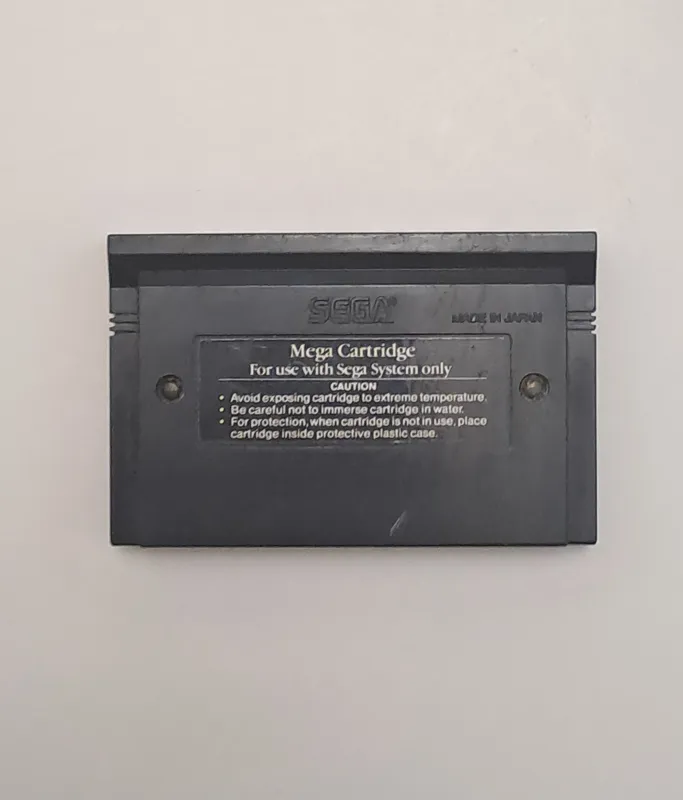 SEGA®
MADE IN JAPAN
Mega Cartridge
For use with Sega System only
CAUTION
• Avoid exposing cartridge to extreme temperature.
• Be careful not to immerse cartridge in water.
• For protection, when cartridge is not in use, place
cartridge inside protective plastic case.